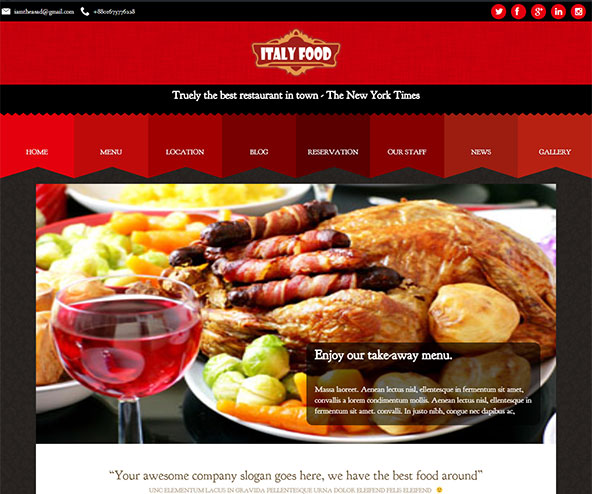 iamtheasad@gmail.com +8801673776228
ITALY FOOD
Truely the best restaurant in town - The New York Times
HOME MENU LOCATION BLOG RESERVATION OUR STAFF NEWS GALLERY
Enjoy our take-away menu.
Massa laoreet. Aenean lectus nisl, ellentesque in fermentum sit amet,
convallis a lorem condimentum mollis. Aenean lectus nisl, ellentesque in
fermentum sit amet. convalli. In justo nibh, congue nec dapibus ac,
“Your awesome company slogan goes here, we have the best food around”
UNC ELEMENTUM LACUS IN GRAVIDA PELLENTESQUE URNA DOLOR ELEIFEND FELIS ELEIFEND